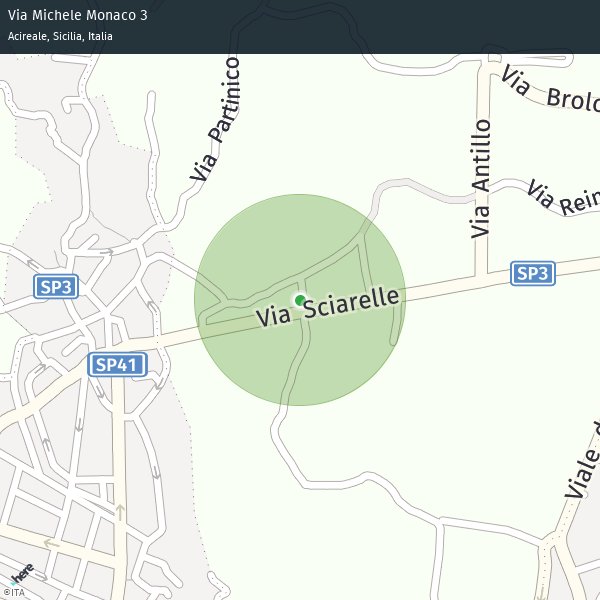 Via Michele Monaco 3
Acireale, Sicilia, Italia
Via Partinico
Via Brolo
Via Antillo
Via Rein
SP3
SP3
Via Sciarelle
SP41
Viale d
here
©ITA